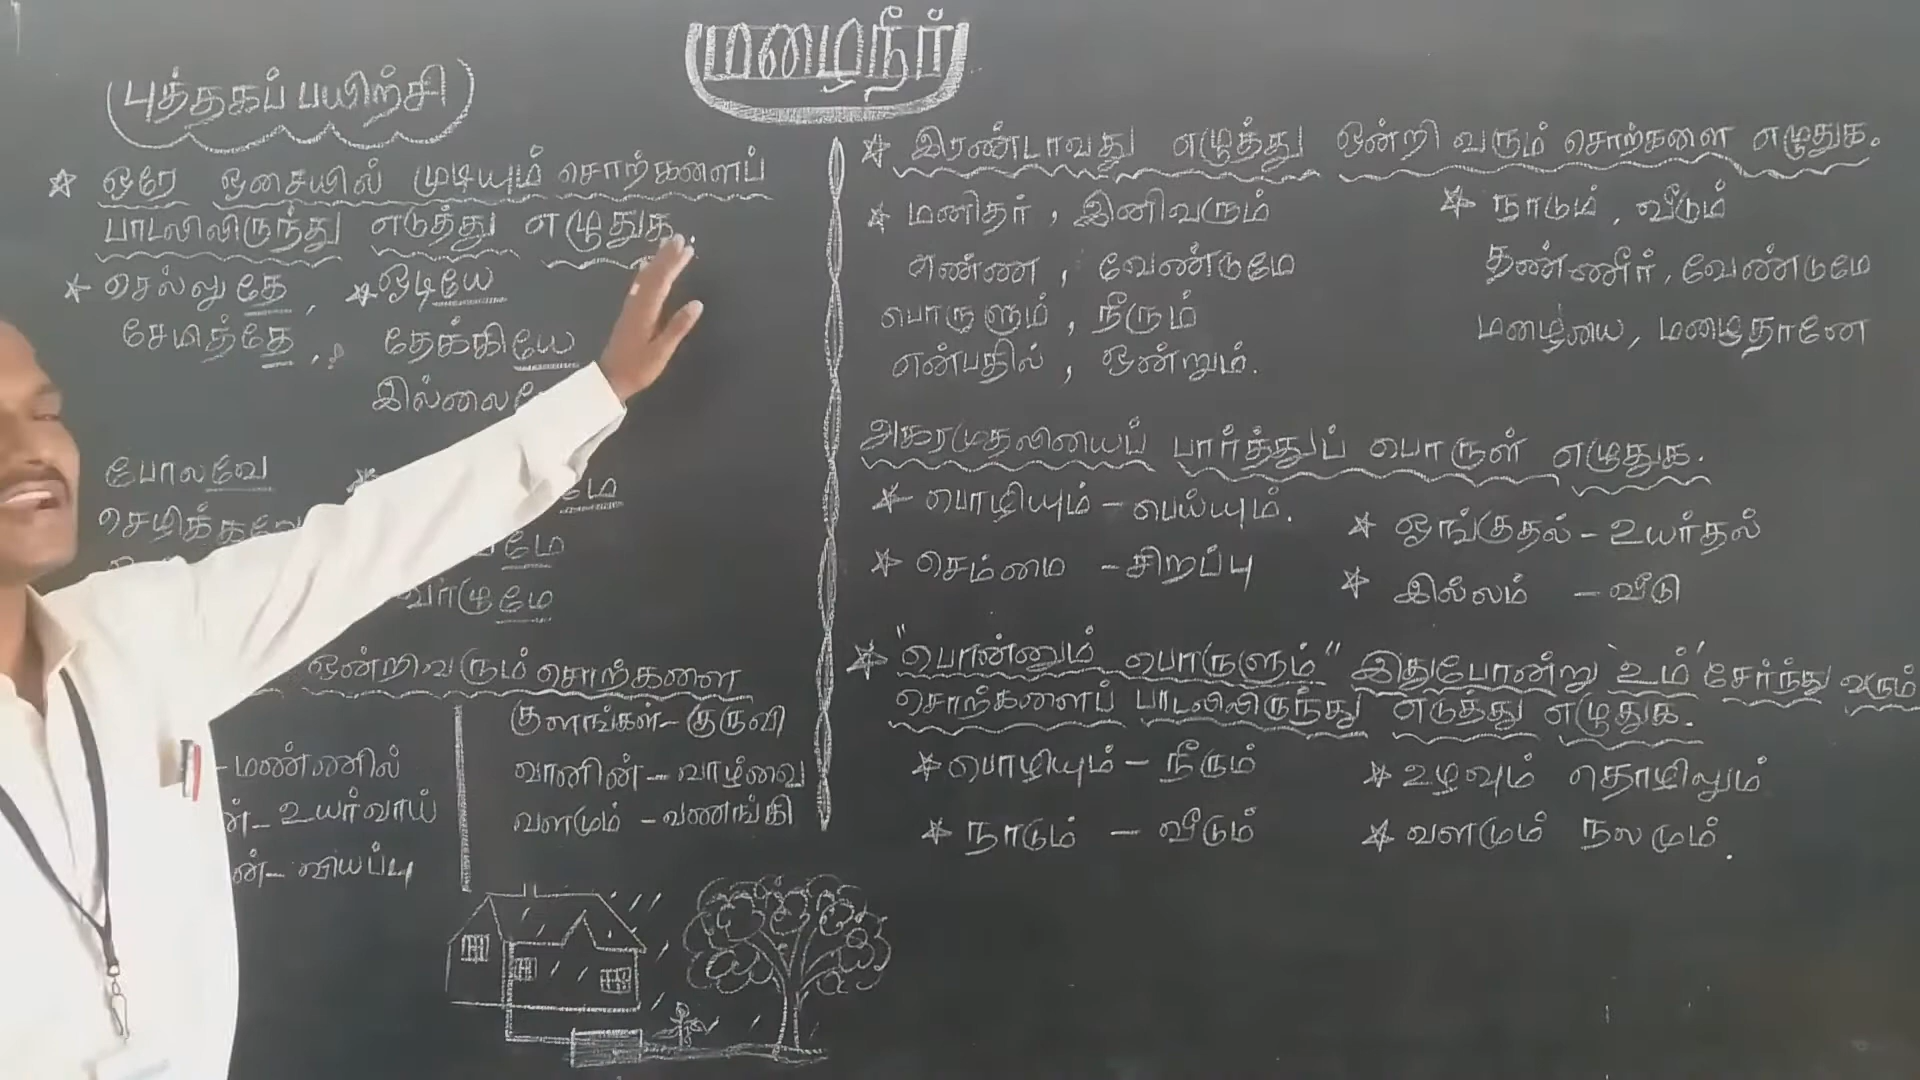 மழைநீர்
புத்தகப் பயிற்சி
ஒரே ஓசையில் முடியும் சொற்களைப்
பாடலிலிருந்து எடுத்து எழுதுக.
செல்லுதே, ஓடியே
சேமித்தே, தேக்கியே
போலவே
வாழுமே
ஒன்றிவரும் சொற்களை
குளங்கள் - குருவி
- மண்ணில்
வானின் - வாழ்வை
- உயர்வாய்
வளமும் - வணங்கி
- வியப்பு
இரண்டாவது எழுத்து ஒன்றி வரும் சொற்களை எழுதுக.
மனிதர், இனிவரும்
எண்ண, வேண்டுமே
பொருளும், நீரும்
என்பதில், ஒன்றும்.
நாடும், வீடும்
தண்ணீர், வேண்டுமே
மழையை, மழைதானே
அகரமுதலியைப் பார்த்துப் பொருள் எழுதுக.
பொழியும் - பெய்யும்.
செம்மை - சிறப்பு
ஓங்குதல் - உயர்தல்
இல்லம் - வீடு
"பொன்னும் பொருளும்" இதுபோன்று 'உம்' சேர்ந்து வரும்
சொற்களைப் பாடலிலிருந்து எடுத்து எழுதுக.
பொழியும் - நீரும்
நாடும் - வீடும்
உழவும் தொழிலும்
வளமும் நலமும்.